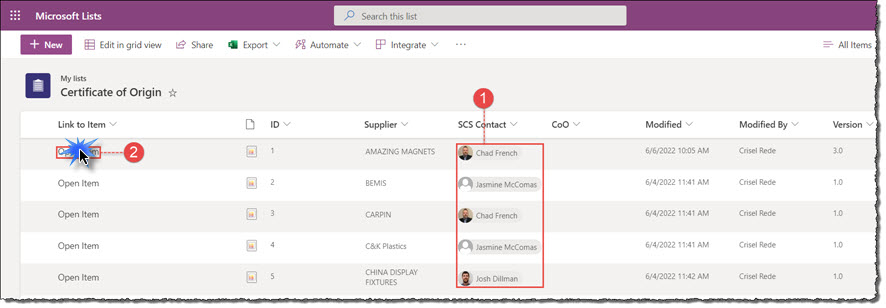 Microsoft Lists
Search this list
+ New
Edit in grid view
Share
Export
Automate
Integrate
...
All Items
My lists
Certificate of Origin
Link to Item
ID
Supplier
SCS Contact
CoO
Modified
Modified By
Version
1
2
Open Item
1
AMAZING MAGNETS
Chad French
6/6/2022 10:05 AM
Crisel Rede
3.0
Open Item
2
BEMIS
Jasmine McComas
6/4/2022 11:41 AM
Crisel Rede
1.0
Open Item
3
CARPIN
Chad French
6/4/2022 11:41 AM
Crisel Rede
1.0
Open Item
4
C&K Plastics
Jasmine McComas
6/4/2022 11:41 AM
Crisel Rede
1.0
Open Item
5
CHINA DISPLAY
FIXTURES
Josh Dillman
6/4/2022 11:42 AM
Crisel Rede
1.0